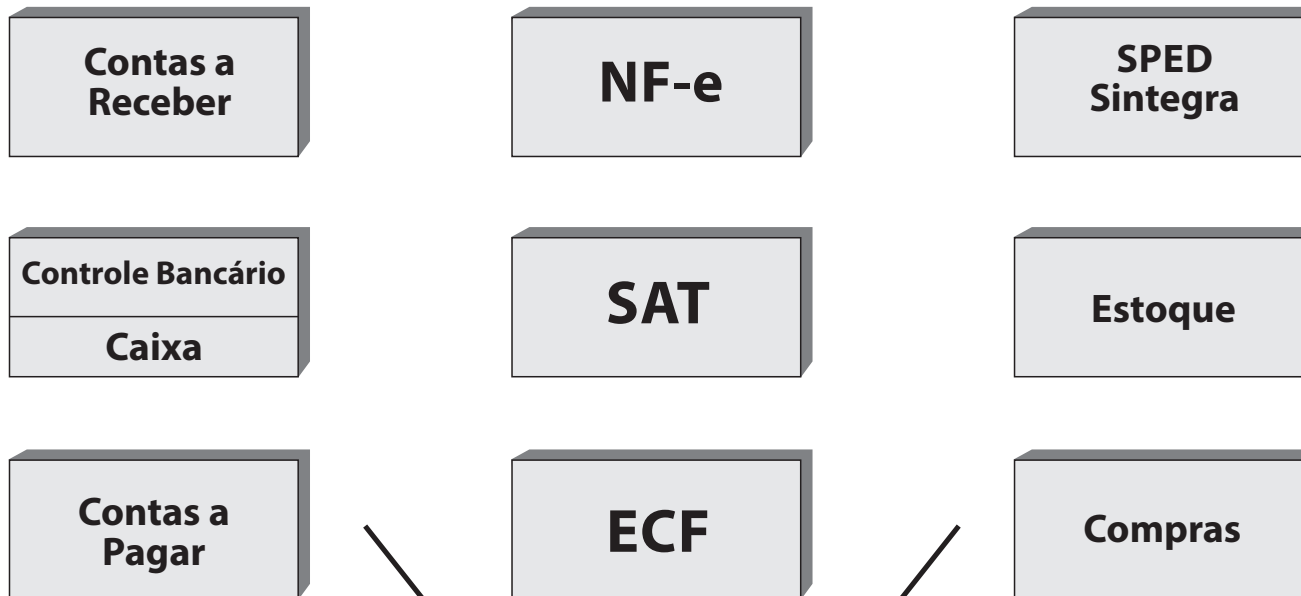 Contas a
Receber
NF-e
SPED
Sintegra
Controle Bancário
Caixa
SAT
Estoque
Contas a
Pagar
ECF
Compras